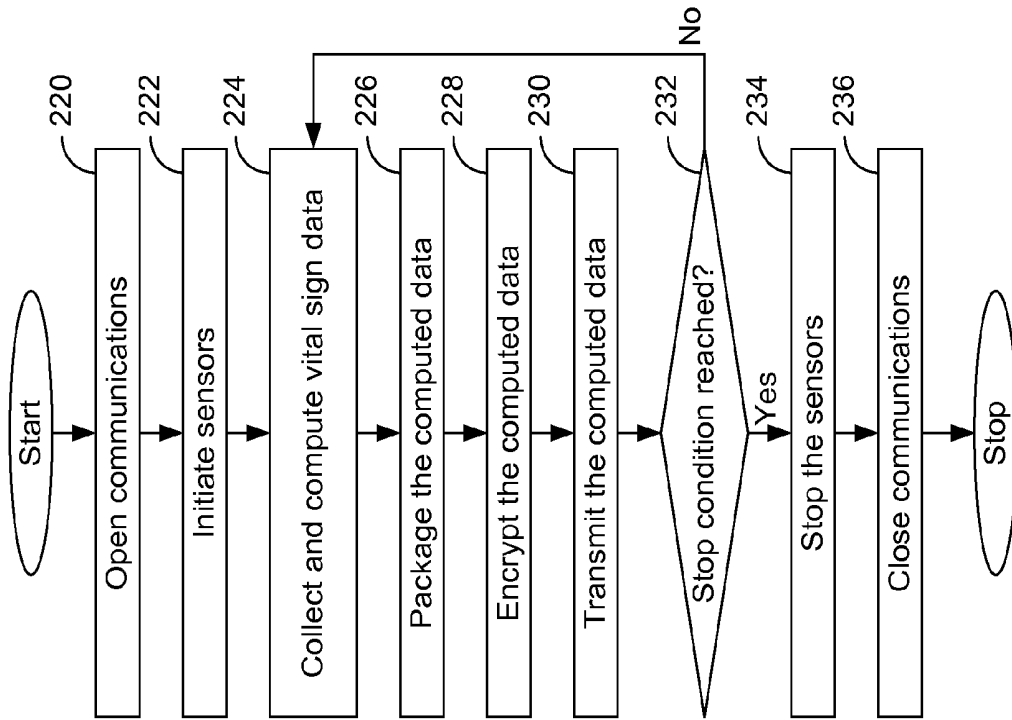 Start
220
Open communications
222
Initiate sensors
224
Collect and compute vital sign data
226
Package the computed data
228
Encrypt the computed data
230
Transmit the computed data
232
Stop condition reached?
No
Yes
234
Stop the sensors
236
Close communications
Stop